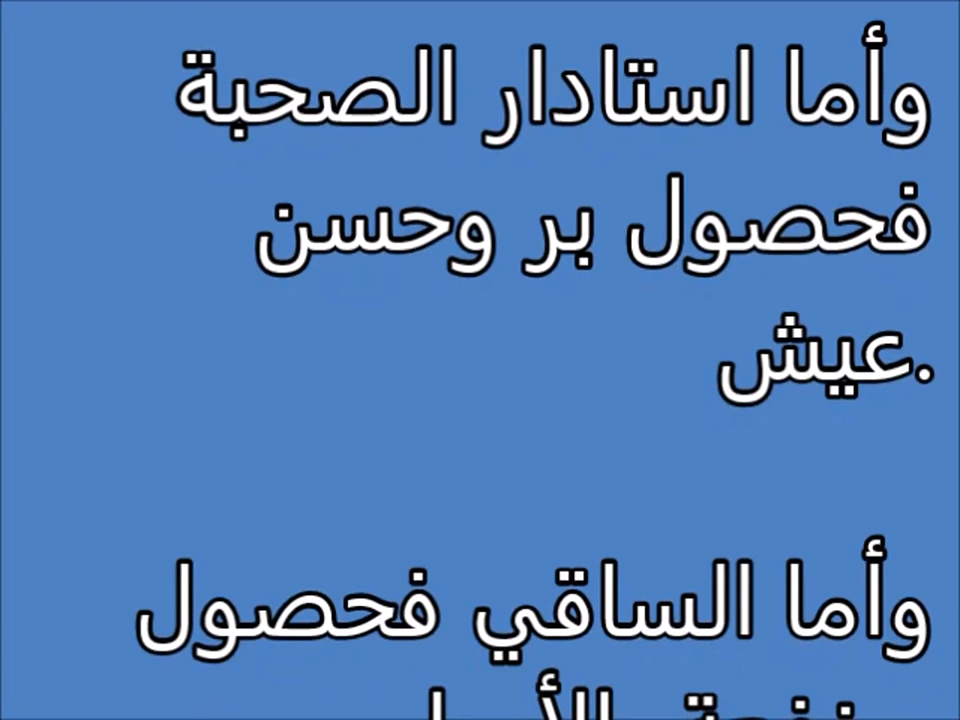 وأما استادار الصحبة
فحصول بر وحسن
عيش.
وأما الساقي فحصول